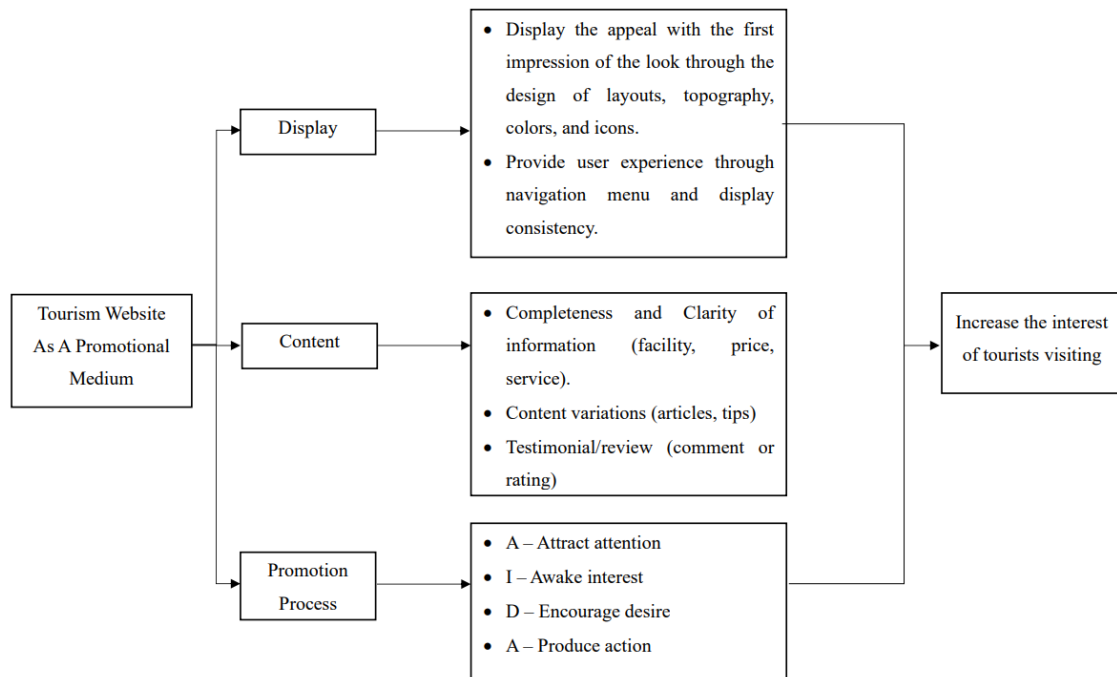 Tourism Website
As A Promotional
Medium
Display
• Display the appeal with the first
impression of the look through the
design of layouts, topography,
colors, and icons.
• Provide user experience through
navigation menu and display
consistency.
Content
• Completeness and Clarity of
information (facility, price,
service).
• Content variations (articles, tips)
• Testimonial/review (comment or
rating)
Promotion
Process
• A – Attract attention
• I – Awake interest
• D – Encourage desire
• A – Produce action
Increase the interest
of tourists visiting